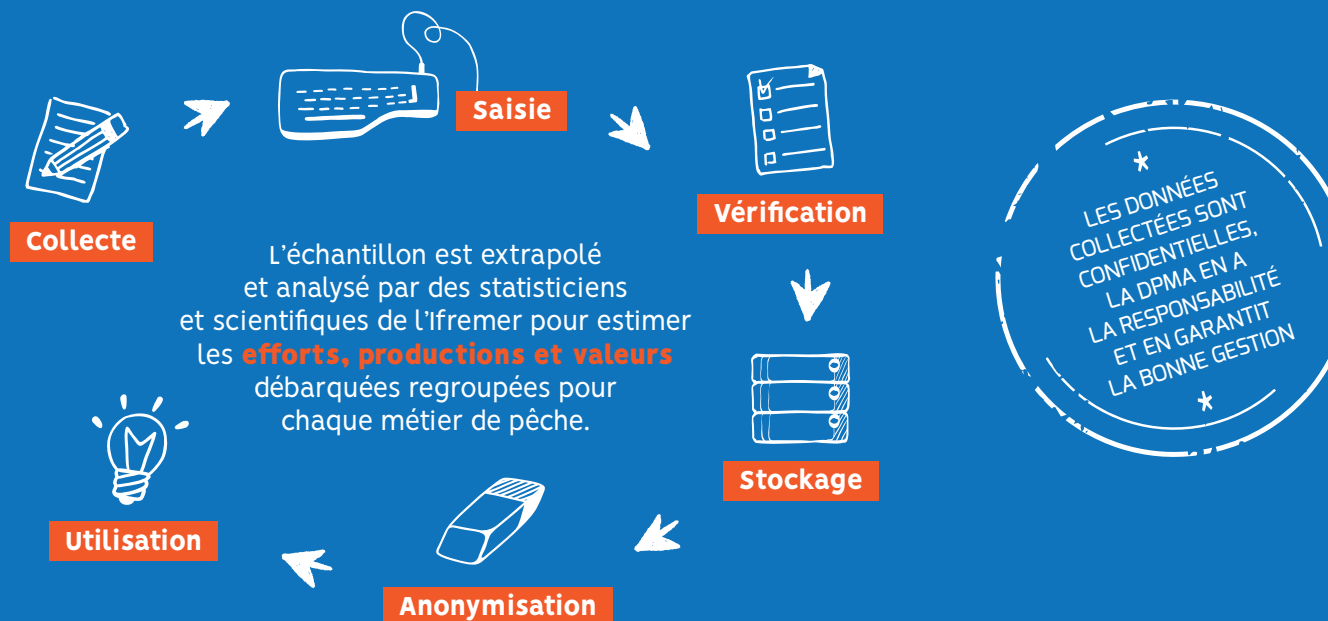 Collecte
Saisie
Vérification
Stockage
Anonymisation
Utilisation
L'échantillon est extrapolé
et analysé par des statisticiens
et scientifiques de l'Ifremer pour estimer
les efforts, productions et valeurs
débarquées regroupées pour
chaque métier de pêche.
LES DONNÉES
COLLECTÉES SONT
CONFIDENTIELLES,
LA DPMA EN A
LA RESPONSABILITÉ
ET EN GARANTIT
LA BONNE GESTION